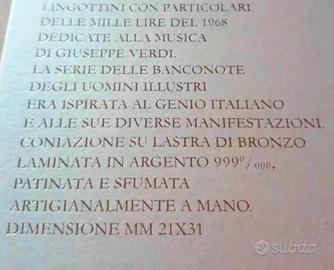 LINGOTTINI CON PARTICOLARI
DELLE MILLE LIRE DEL 1968
DEDICATE ALLA MUSICA
DI GIUSEPPE VERDI.
LA SERIE DELLE BANCONOTE
DEGLI UOMINI ILLUSTRI
ERA ISPIRATA AL GENIO ITALIANO
E ALLE SUE DIVERSE MANIFESTAZIONI.
CONIAZIONE SU LASTRA DI BRONZO
LAMINATA IN ARGENTO 999°/₀₀₀,
PATINATA E SFUMATA
ARTIGIANALMENTE A MANO.
DIMENSIONE MM 21X31
subito